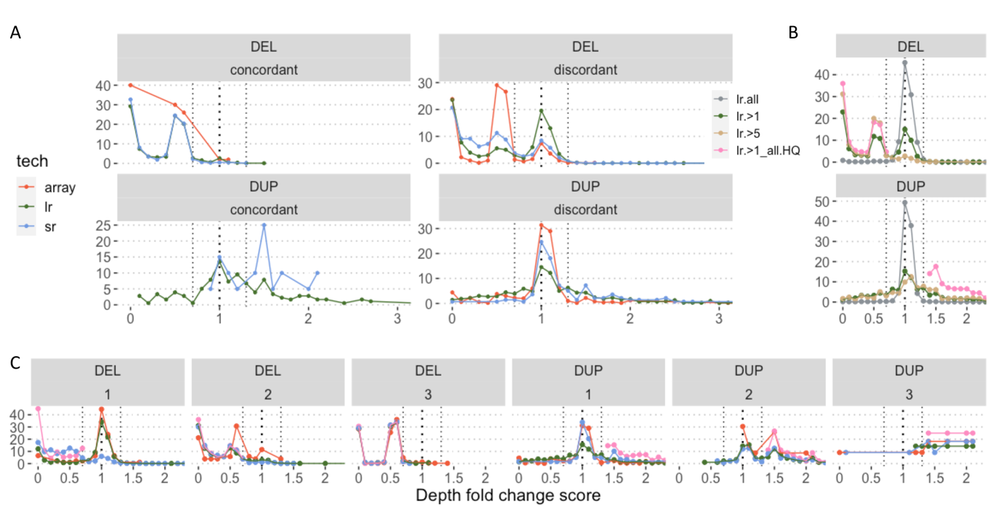 A
B
DEL
DEL
DEL
concordant
discordant
40
30
20
10
0
30
20
10
0
lr.all
lr.>1
lr.>5
lr.>1_all.HQ
40
30
20
10
0
tech
array
lr
sr
DUP
DUP
DUP
concordant
discordant
25
20
15
10
5
0
30
20
10
0
50
40
30
20
10
0
0 1 2 3
0 1 2 3
0 0.5 1 1.5 2
C
DEL DEL DEL DUP DUP DUP
1 2 3 1 2 3
40
30
20
10
0
0 0.5 1 1.5 2 0 0.5 1 1.5 2 0 0.5 1 1.5 2 0 0.5 1 1.5 2 0 0.5 1 1.5 2 0 0.5 1 1.5 2
Depth fold change score